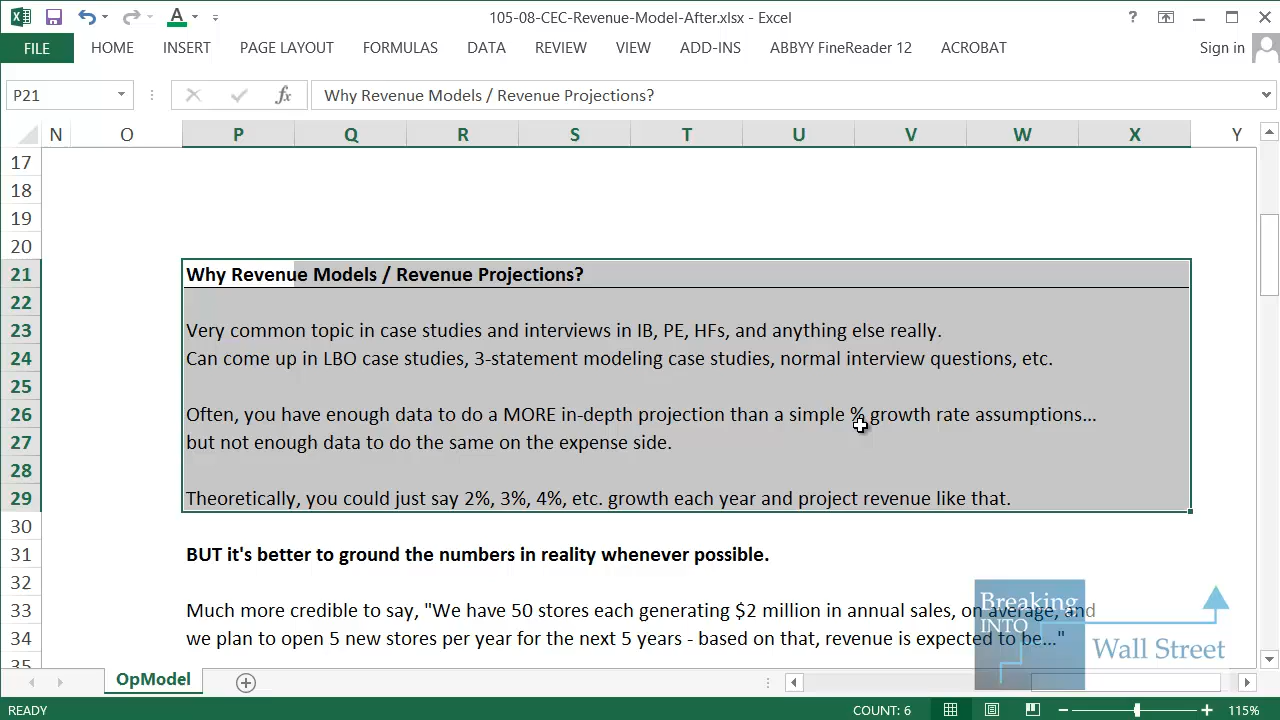 105-08-CEC-Revenue-Model-After.xlsx - Excel
FILE HOME INSERT PAGE LAYOUT FORMULAS DATA REVIEW VIEW ADD-INS ABBYY FineReader 12 ACROBAT Sign in
P21 fx Why Revenue Models / Revenue Projections?
N O P Q R S T U V W X Y
17
18
19
20
21 Why Revenue Models / Revenue Projections?
22
23 Very common topic in case studies and interviews in IB, PE, HFs, and anything else really.
24 Can come up in LBO case studies, 3-statement modeling case studies, normal interview questions, etc.
25
26 Often, you have enough data to do a MORE in-depth projection than a simple % growth rate assumptions...
27 but not enough data to do the same on the expense side.
28
29 Theoretically, you could just say 2%, 3%, 4%, etc. growth each year and project revenue like that.
30
31 BUT it's better to ground the numbers in reality whenever possible.
32
33 Much more credible to say, "We have 50 stores each generating $2 million in annual sales, on average, and
34 we plan to open 5 new stores per year for the next 5 years - based on that, revenue is expected to be..."
35
Breaking
INTO
Wall Street
OpModel
READY COUNT: 6 115%